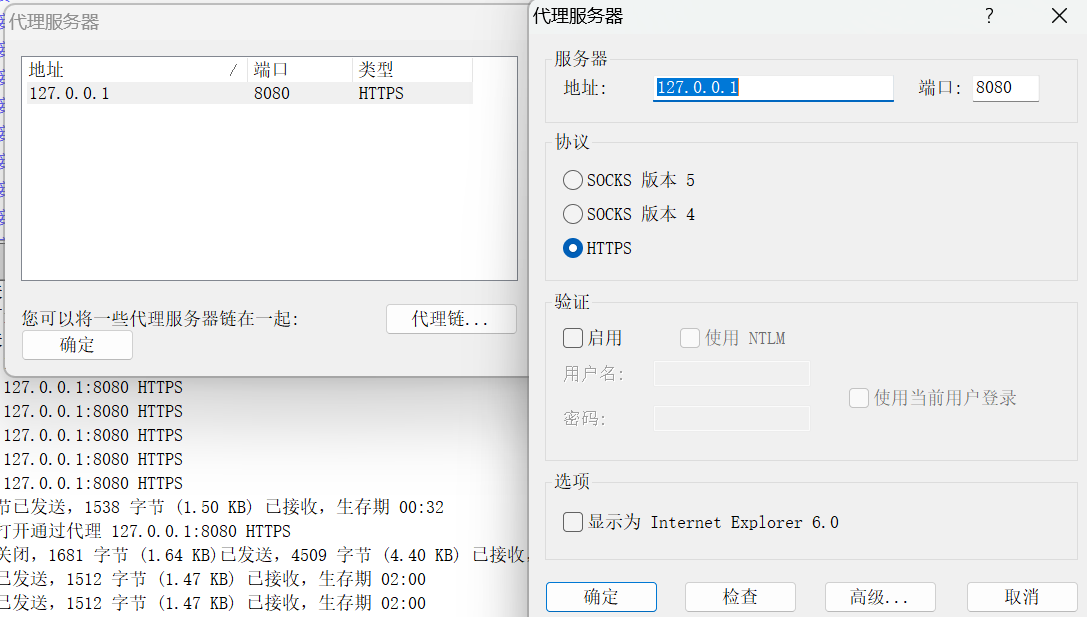 代理服务器
地址 / 端口 类型
127.0.0.1 8080 HTTPS
您可以将一些代理服务器链在一起:
代理链...
确定
127.0.0.1:8080 HTTPS
127.0.0.1:8080 HTTPS
127.0.0.1:8080 HTTPS
127.0.0.1:8080 HTTPS
127.0.0.1:8080 HTTPS
节已发送，1538 字节 (1.50 KB) 已接收，生存期 00:32
打开通过代理 127.0.0.1:8080 HTTPS
关闭，1681 字节 (1.64 KB)已发送，4509 字节 (4.40 KB) 已接收，
已发送，1512 字节 (1.47 KB) 已接收，生存期 02:00
已发送，1512 字节 (1.47 KB) 已接收，生存期 02:00
代理服务器
?
服务器
地址: 127.0.0.1 端口: 8080
协议
SOCKS 版本 5
SOCKS 版本 4
HTTPS
验证
启用 使用 NTLM
用户名:
使用当前用户登录
密码:
选项
显示为 Internet Explorer 6.0
确定 检查 高级... 取消